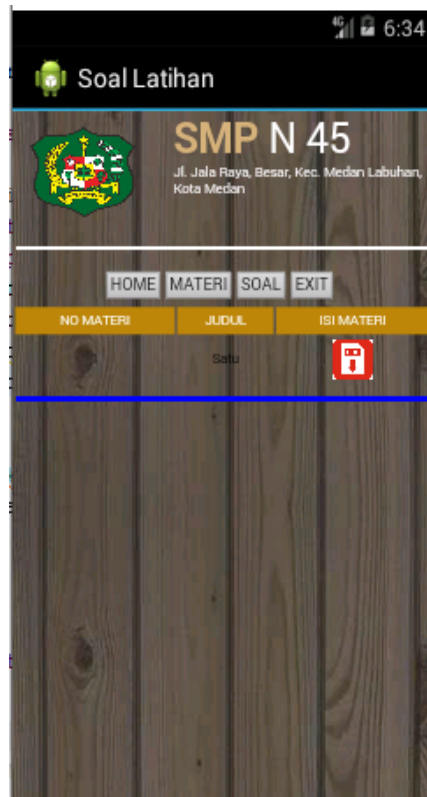 4G 6:34
Soal Latihan
SMP N 45
Jl. Jala Raya, Besar, Kec. Medan Labuhan,
Kota Medan
HOME MATERI SOAL EXIT
NO MATERI JUDUL ISI MATERI
Satu